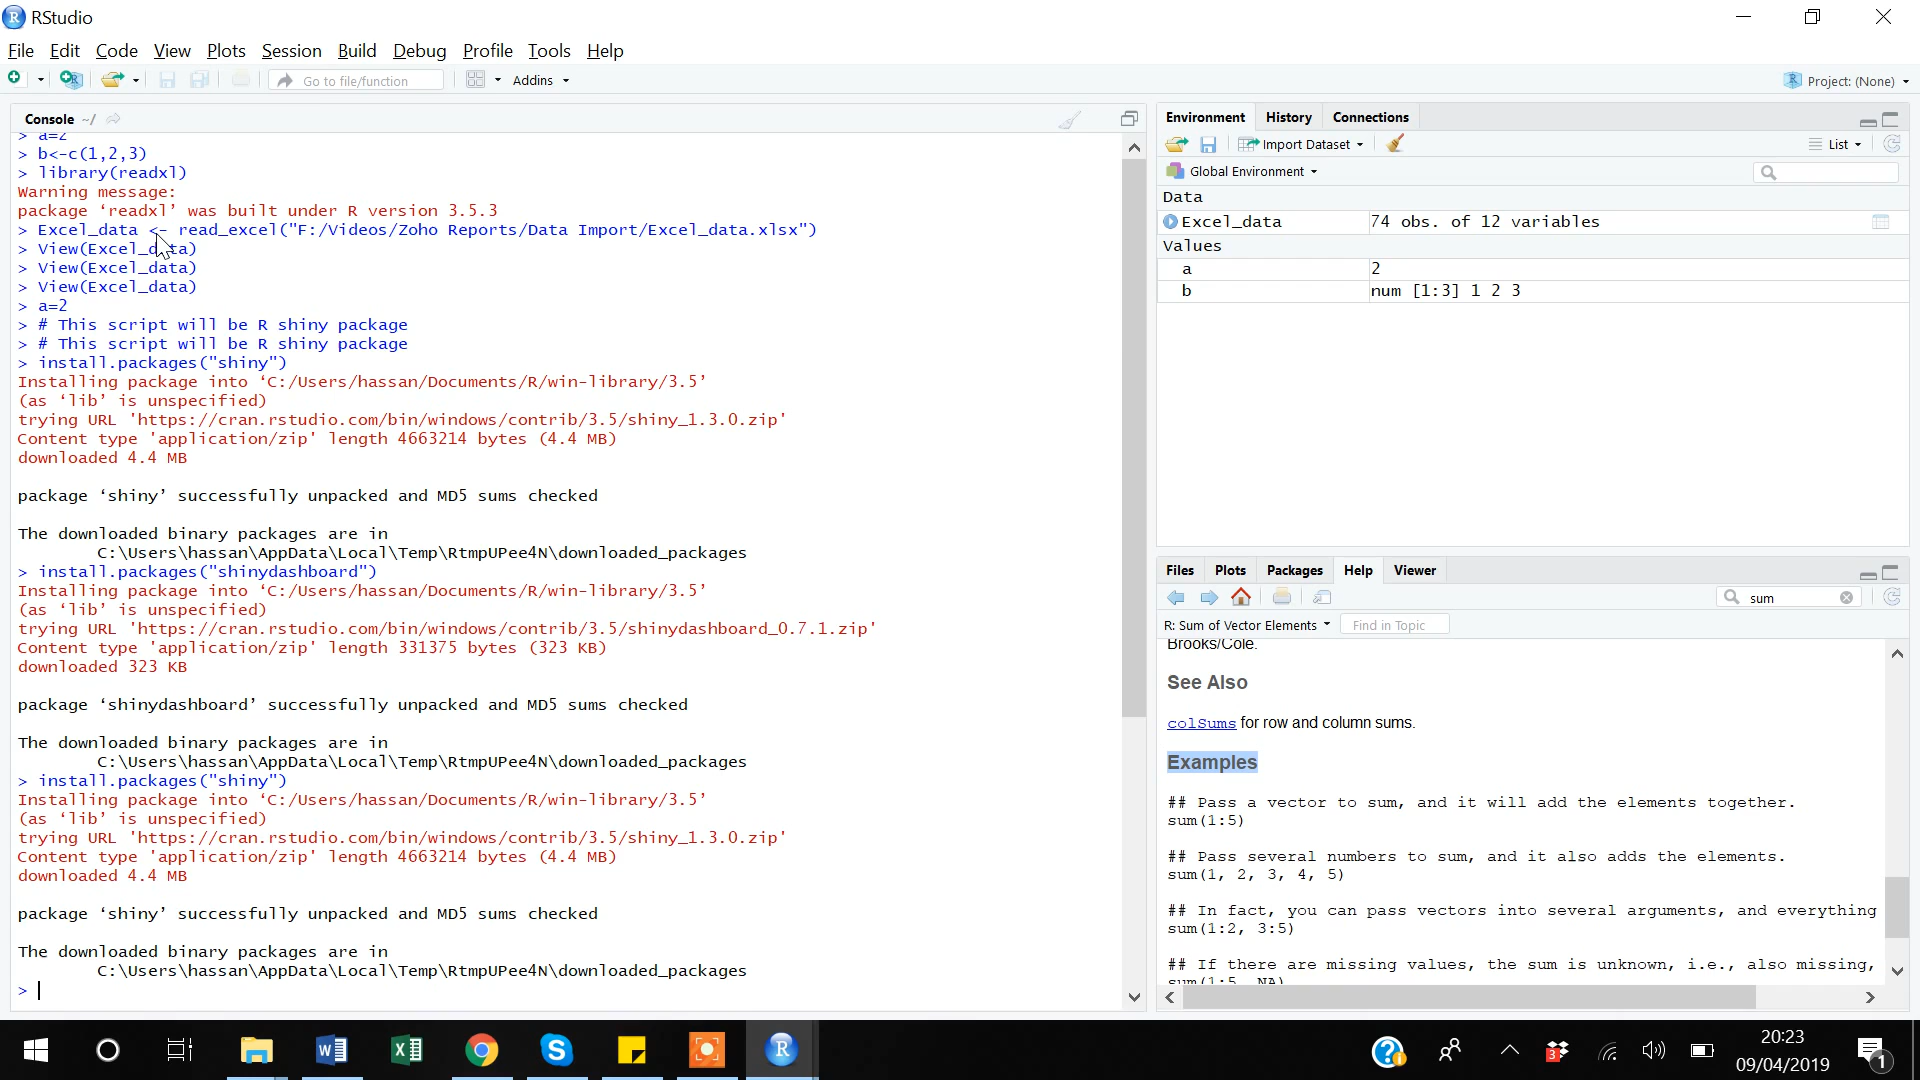 RStudio
File Edit Code View Plots Session Build Debug Profile Tools Help
Go to file/function Addins Project: (None)
Console ~/
> a=2
> b<-c(1,2,3)
> library(readxl)
Warning message:
package ‘readxl’ was built under R version 3.5.3
> Excel_data <- read_excel("F:/Videos/Zoho Reports/Data Import/Excel_data.xlsx")
> View(Excel_data)
> View(Excel_data)
> View(Excel_data)
> a=2
> # This script will be R shiny package
> # This script will be R shiny package
> install.packages("shiny")
Installing package into ‘C:/Users/hassan/Documents/R/win-library/3.5’
(as ‘lib’ is unspecified)
trying URL 'https://cran.rstudio.com/bin/windows/contrib/3.5/shiny_1.3.0.zip'
Content type 'application/zip' length 4663214 bytes (4.4 MB)
downloaded 4.4 MB
package ‘shiny’ successfully unpacked and MD5 sums checked
The downloaded binary packages are in
C:\Users\hassan\AppData\Local\Temp\RtmpUPee4N\downloaded_packages
> install.packages("shinydashboard")
Installing package into ‘C:/Users/hassan/Documents/R/win-library/3.5’
(as ‘lib’ is unspecified)
trying URL 'https://cran.rstudio.com/bin/windows/contrib/3.5/shinydashboard_0.7.1.zip'
Content type 'application/zip' length 331375 bytes (323 KB)
downloaded 323 KB
package ‘shinydashboard’ successfully unpacked and MD5 sums checked
The downloaded binary packages are in
C:\Users\hassan\AppData\Local\Temp\RtmpUPee4N\downloaded_packages
> install.packages("shiny")
Installing package into ‘C:/Users/hassan/Documents/R/win-library/3.5’
(as ‘lib’ is unspecified)
trying URL 'https://cran.rstudio.com/bin/windows/contrib/3.5/shiny_1.3.0.zip'
Content type 'application/zip' length 4663214 bytes (4.4 MB)
downloaded 4.4 MB
package ‘shiny’ successfully unpacked and MD5 sums checked
The downloaded binary packages are in
C:\Users\hassan\AppData\Local\Temp\RtmpUPee4N\downloaded_packages
>
Environment History Connections
Import Dataset List
Global Environment
Data
Excel_data 74 obs. of 12 variables
Values
a 2
b num [1:3] 1 2 3
Files Plots Packages Help Viewer
sum
R: Sum of Vector Elements Find in Topic
Brooks/Cole.
See Also
colSums for row and column sums.
Examples
## Pass a vector to sum, and it will add the elements together.
sum(1:5)
## Pass several numbers to sum, and it also adds the elements.
sum(1, 2, 3, 4, 5)
## In fact, you can pass vectors into several arguments, and everything
sum(1:2, 3:5)
## If there are missing values, the sum is unknown, i.e., also missing,
sum(1:5, NA)
3
20:23
09/04/2019
1